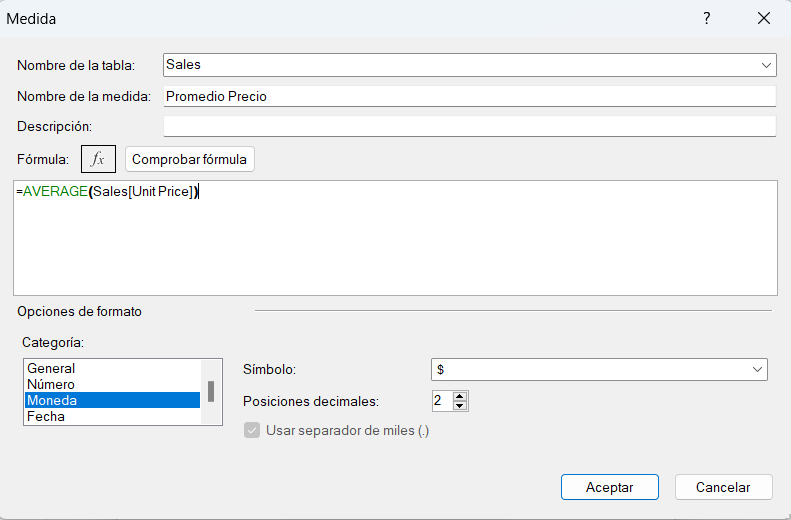 Medida ?
Nombre de la tabla: Sales
Nombre de la medida: Promedio Precio
Descripción:
Fórmula: fx Comprobar fórmula
=AVERAGE(Sales[Unit Price])
Opciones de formato
Categoría:
General
Número
Moneda
Fecha
Símbolo: $
Posiciones decimales: 2
Usar separador de miles (.)
Aceptar Cancelar